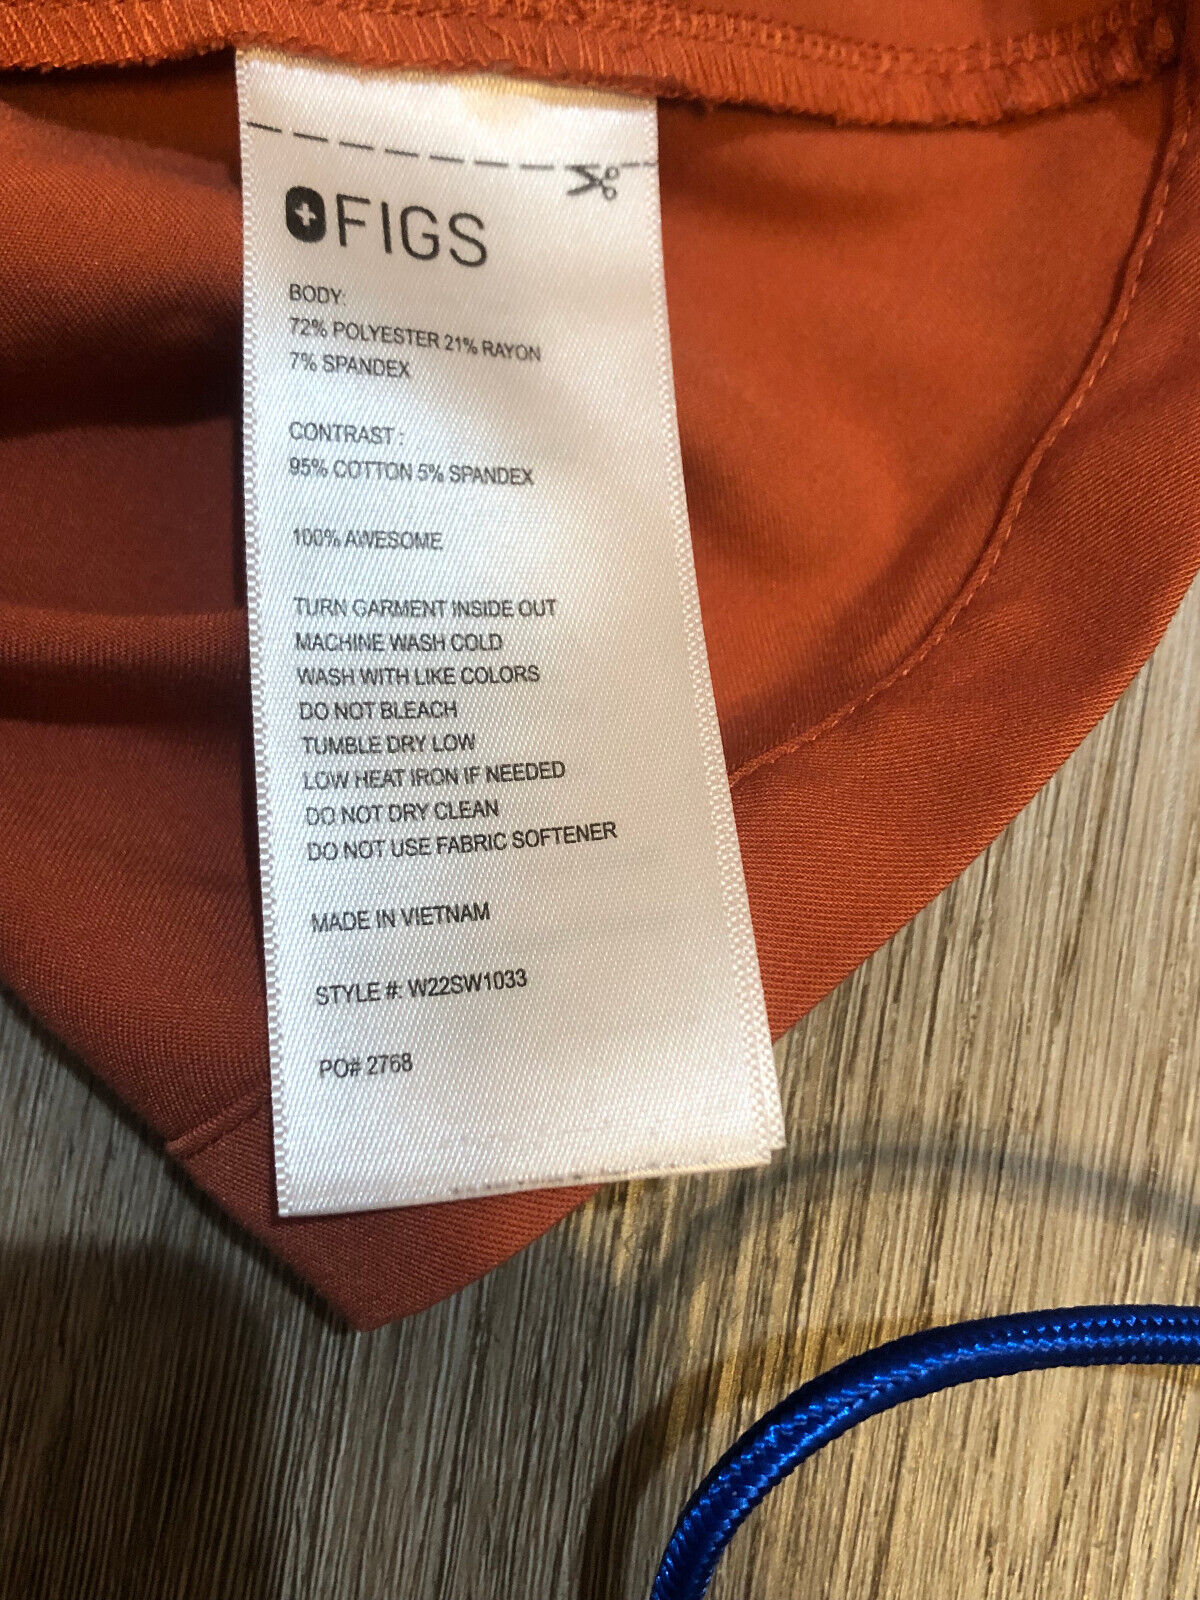 FIGS
BODY:
72% POLYESTER 21% RAYON
7% SPANDEX
CONTRAST :
95% COTTON 5% SPANDEX
100% AWESOME
TURN GARMENT INSIDE OUT
MACHINE WASH COLD
WASH WITH LIKE COLORS
DO NOT BLEACH
TUMBLE DRY LOW
LOW HEAT IRON IF NEEDED
DO NOT DRY CLEAN
DO NOT USE FABRIC SOFTENER
MADE IN VIETNAM
STYLE #: W22SW1033
PO# 2768